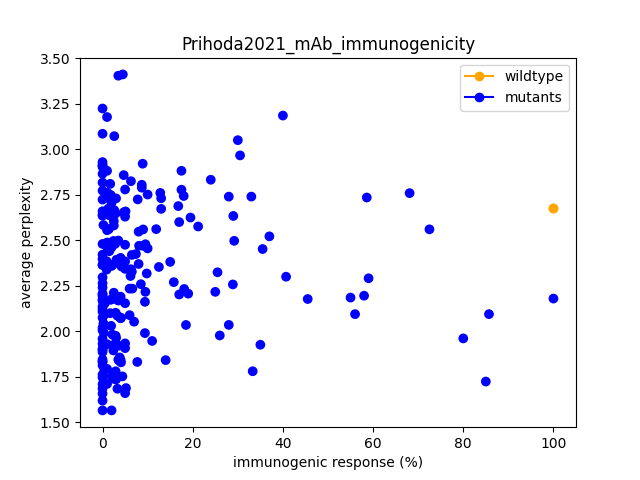 Prihoda2021_mAb_immunogenicity
wildtype
mutants
average perplexity
3.50
3.25
3.00
2.75
2.50
2.25
2.00
1.75
1.50
0 20 40 60 80 100
immunogenic response (%)